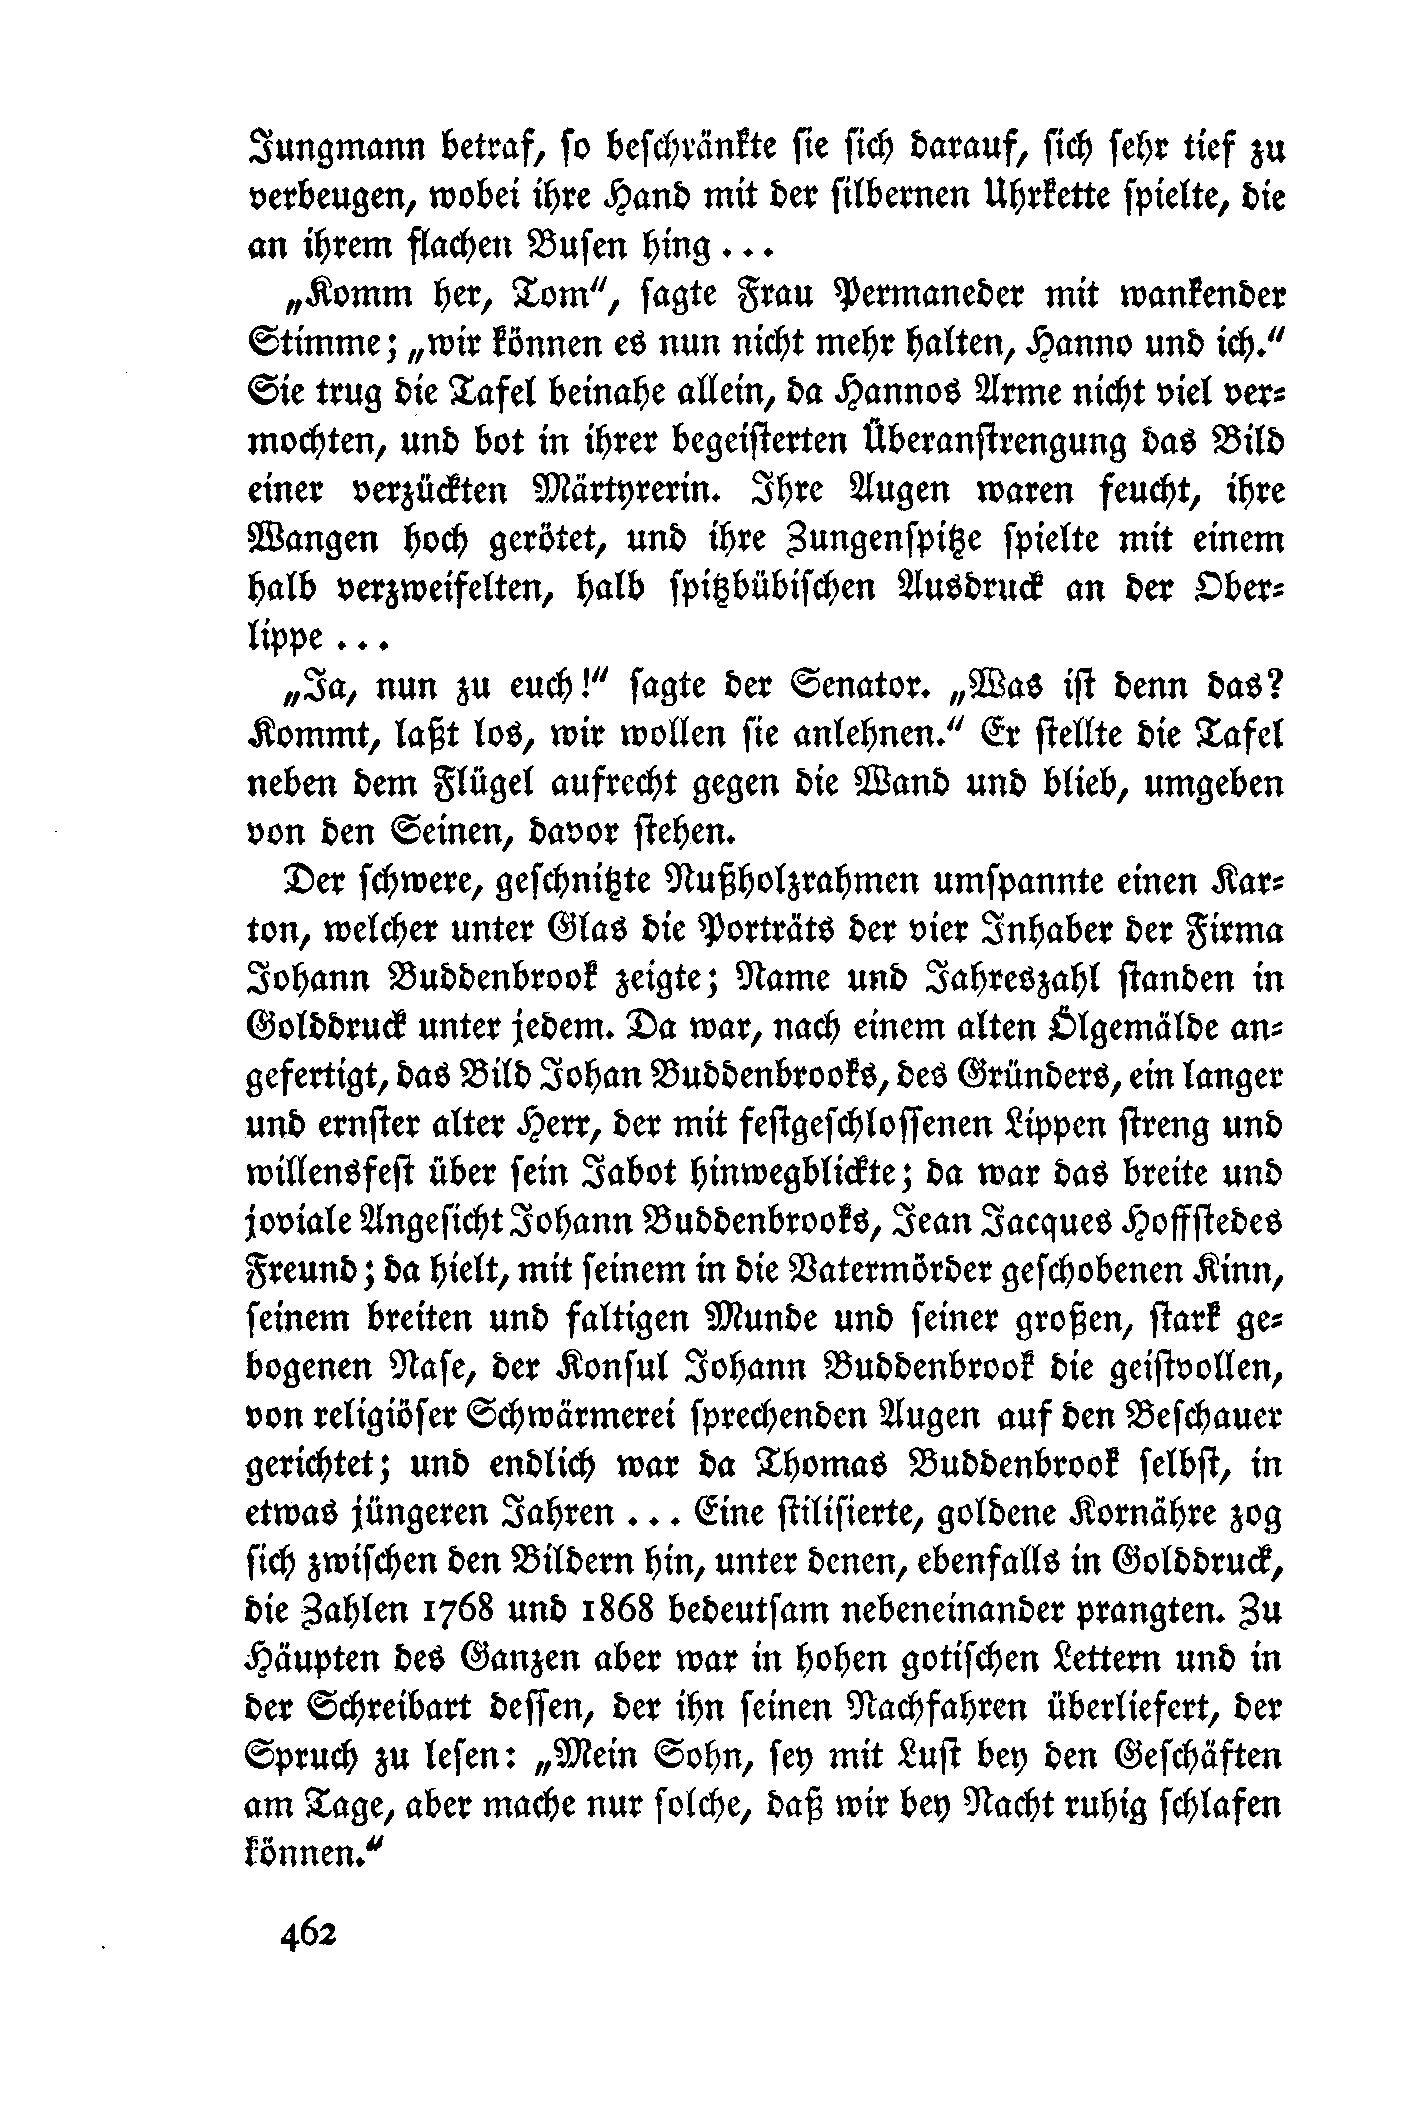 Jungmann betraf, so beschränkte sie sich darauf, sich sehr tief zu
verbeugen, wobei ihre Hand mit der silbernen Uhrkette spielte, die
an ihrem flachen Busen hing . . .
„Komm her, Tom“, sagte Frau Permaneder mit wankender
Stimme; „wir können es nun nicht mehr halten, Hanno und ich.“
Sie trug die Tafel beinahe allein, da Hannos Arme nicht viel ver-
mochten, und bot in ihrer begeisterten Überanstrengung das Bild
einer verzückten Märtyrerin. Ihre Augen waren feucht, ihre
Wangen hoch gerötet, und ihre Zungenspitze spielte mit einem
halb verzweifelten, halb spitzbübischen Ausdruck an der Ober-
lippe . . .
„Ja, nun zu euch!“ sagte der Senator. „Was ist denn das?
Kommt, laßt los, wir wollen sie anlehnen.“ Er stellte die Tafel
neben dem Flügel aufrecht gegen die Wand und blieb, umgeben
von den Seinen, davor stehen.
Der schwere, geschnitzte Nußholzrahmen umspannte einen Kar-
ton, welcher unter Glas die Porträts der vier Inhaber der Firma
Johann Buddenbrook zeigte; Name und Jahreszahl standen in
Golddruck unter jedem. Da war, nach einem alten Ölgemälde an-
gefertigt, das Bild Johan Buddenbrooks, des Gründers, ein langer
und ernster alter Herr, der mit festgeschlossenen Lippen streng und
willensfest über sein Jabot hinwegblickte; da war das breite und
joviale Angesicht Johann Buddenbrooks, Jean Jacques Hoffstedes
Freund; da hielt, mit seinem in die Vatermörder geschobenen Kinn,
seinem breiten und faltigen Munde und seiner großen, stark ge-
bogenen Nase, der Konsul Johann Buddenbrook die geistvollen,
von religiöser Schwärmerei sprechenden Augen auf den Beschauer
gerichtet; und endlich war da Thomas Buddenbrook selbst, in
etwas jüngeren Jahren . . . Eine stilisierte, goldene Kornähre zog
sich zwischen den Bildern hin, unter denen, ebenfalls in Golddruck,
die Zahlen 1768 und 1868 bedeutsam nebeneinander prangten. Zu
Häupten des Ganzen aber war in hohen gotischen Lettern und in
der Schreibart dessen, der ihn seinen Nachfahren überliefert, der
Spruch zu lesen: „Mein Sohn, sey mit Lust bey den Geschäften
am Tage, aber mache nur solche, daß wir bey Nacht ruhig schlafen
können.“
462